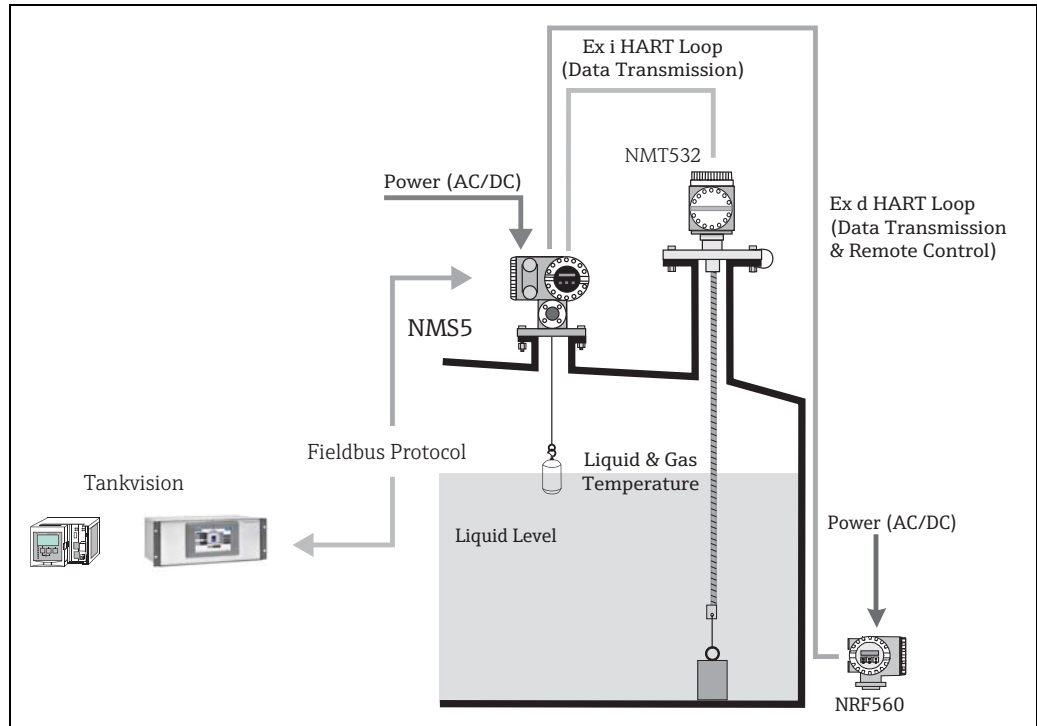 Ex i HART Loop
(Data Transmission)
NMT532
Power (AC/DC)
Ex d HART Loop
(Data Transmission
& Remote Control)
NMS5
Fieldbus Protocol
Liquid & Gas
Temperature
Tankvision
Liquid Level
Power (AC/DC)
NRF560